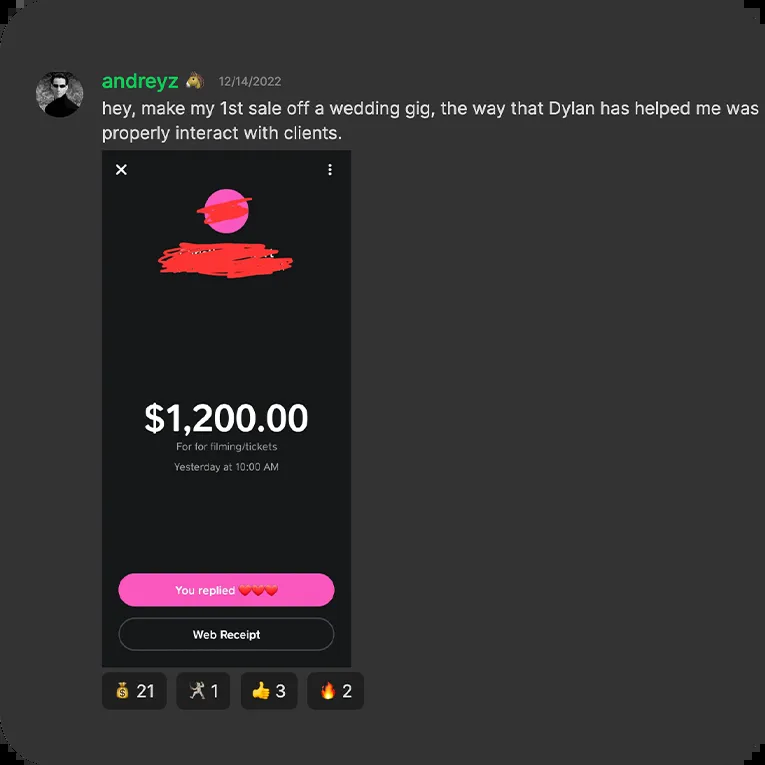 andreyz 12/14/2022
hey, make my 1st sale off a wedding gig, the way that Dylan has helped me was
properly interact with clients.
$1,200.00
For for filming/tickets
Yesterday at 10:00 AM
You replied ❤️❤️❤️
Web Receipt
21 1 3 2